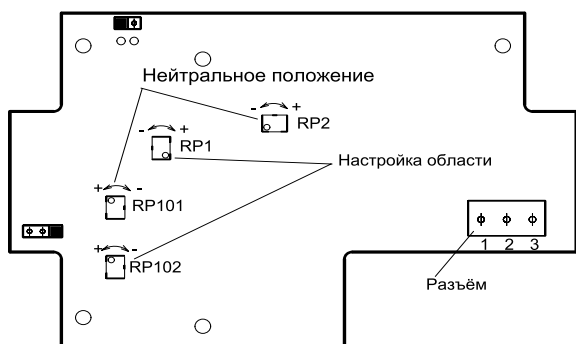 Нейтральное положение
- +
RP2
- +
RP1
Настройка области
+ -
RP101
+ -
RP102
1 2 3
Разъём